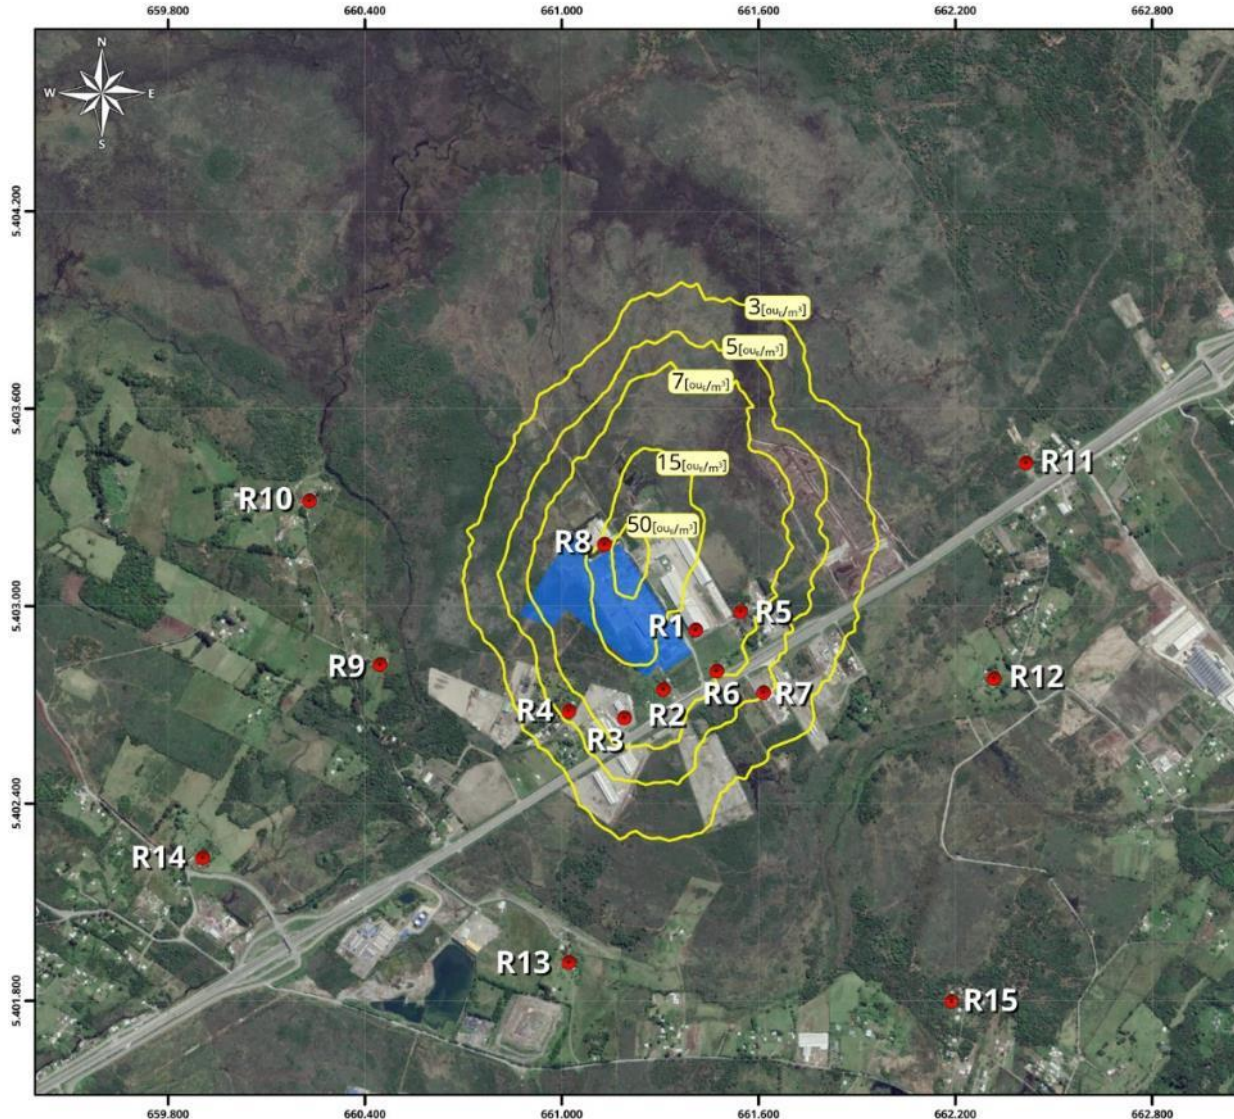 659.800 660.400 661.000 661.600 662.200 662.800
N
W E
S
5.404.200
3[ouₑ/m³]
5[ouₑ/m³]
7[ouₑ/m³]
5.403.600
15[ouₑ/m³]
R11
R10
50[ouₑ/m³]
R8
5.403.000
R5
R1
R9
R12
R6 R7
R4
R2
R3
5.402.400
R14
R13
5.401.800
R15
659.800 660.400 661.000 661.600 662.200 662.800